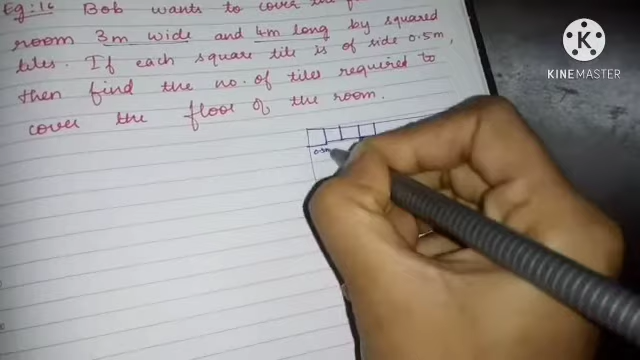 Eg:16 Bob wants to cover the
room 3m wide and 4m long by squared
tiles. If each square tile is of side 0.5m,
then find the no. of tiles required to
cover the floor of the room.
0.5m
KINEMASTER